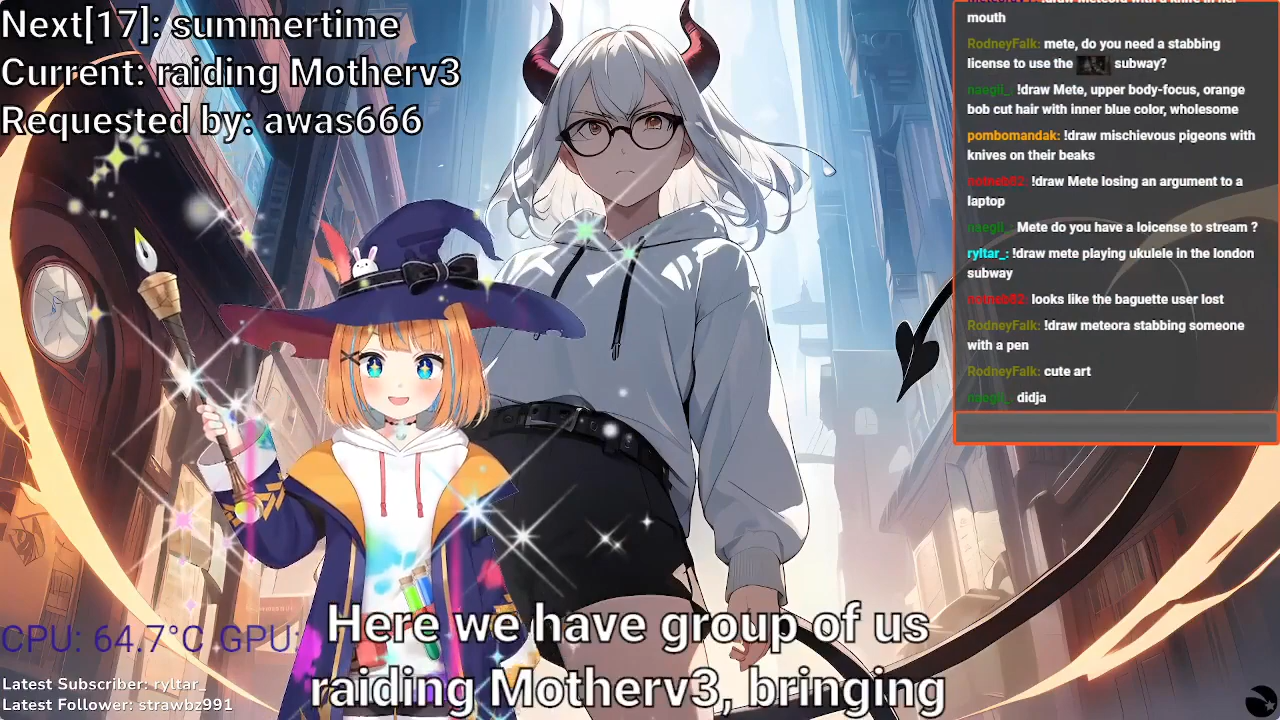 Next[17]: summertime
Current: raiding Motherv3
Requested by: awas666
mouth
RodneyFalk: mete, do you need a stabbing
license to use the subway?
naegli_: !draw Mete, upper body-focus, orange
bob cut hair with inner blue color, wholesome
pombomandak: !draw mischievous pigeons with
knives on their beaks
!draw Mete losing an argument to a
laptop
naegli_: Mete do you have a loicense to stream ?
ryltar_: !draw mete playing ukulele in the london
subway
looks like the baguette user lost
RodneyFalk: !draw meteora stabbing someone
with a pen
RodneyFalk: cute art
naegli_: didja
Here we have group of us
raiding Motherv3, bringing
CPU: 64.7°C GPU:
Latest Subscriber: ryltar_
Latest Follower: strawbz991